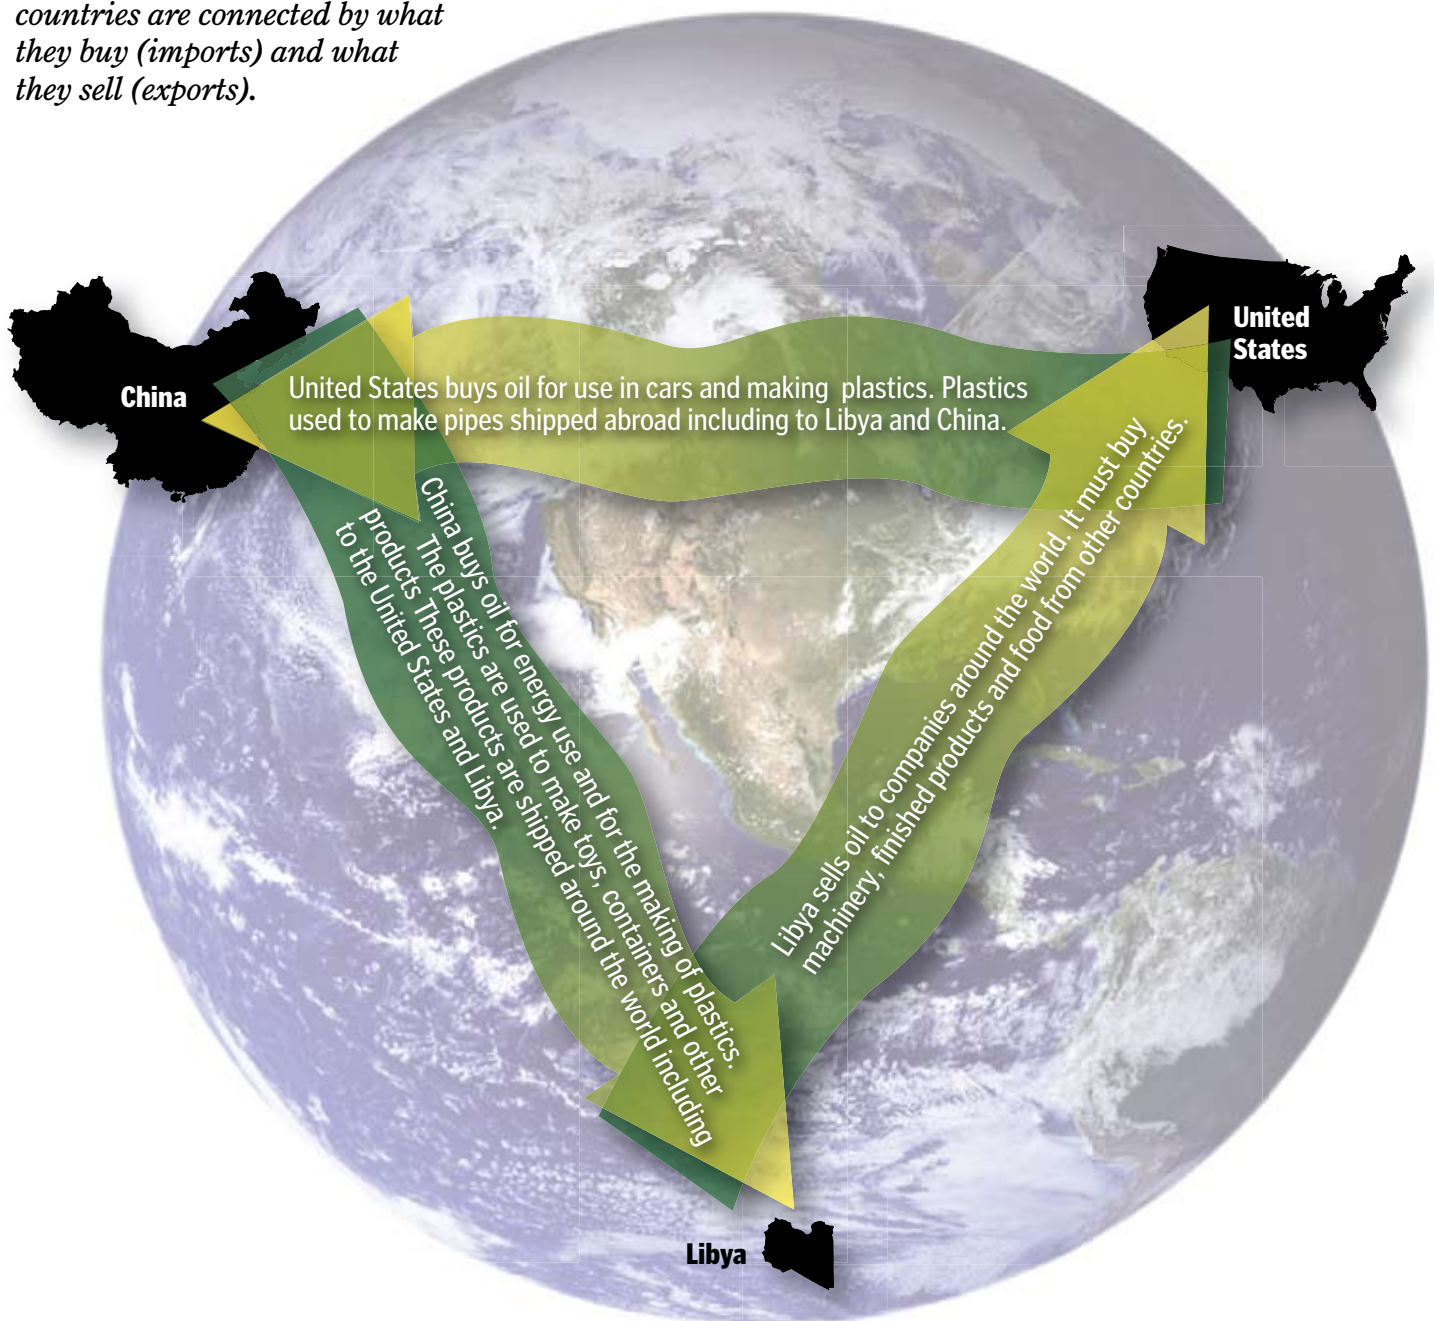 countries are connected by what
they buy (imports) and what
they sell (exports).
China
United
States
United States buys oil for use in cars and making plastics. Plastics
used to make pipes shipped abroad including to Libya and China.
China buys oil for energy use and for the making of plastics.
The plastics are used to make toys, containers and other
products These products are shipped around the world including
to the United States and Libya.
Libya sells oil to companies around the world. It must buy
machinery, finished products and food from other countries.
Libya